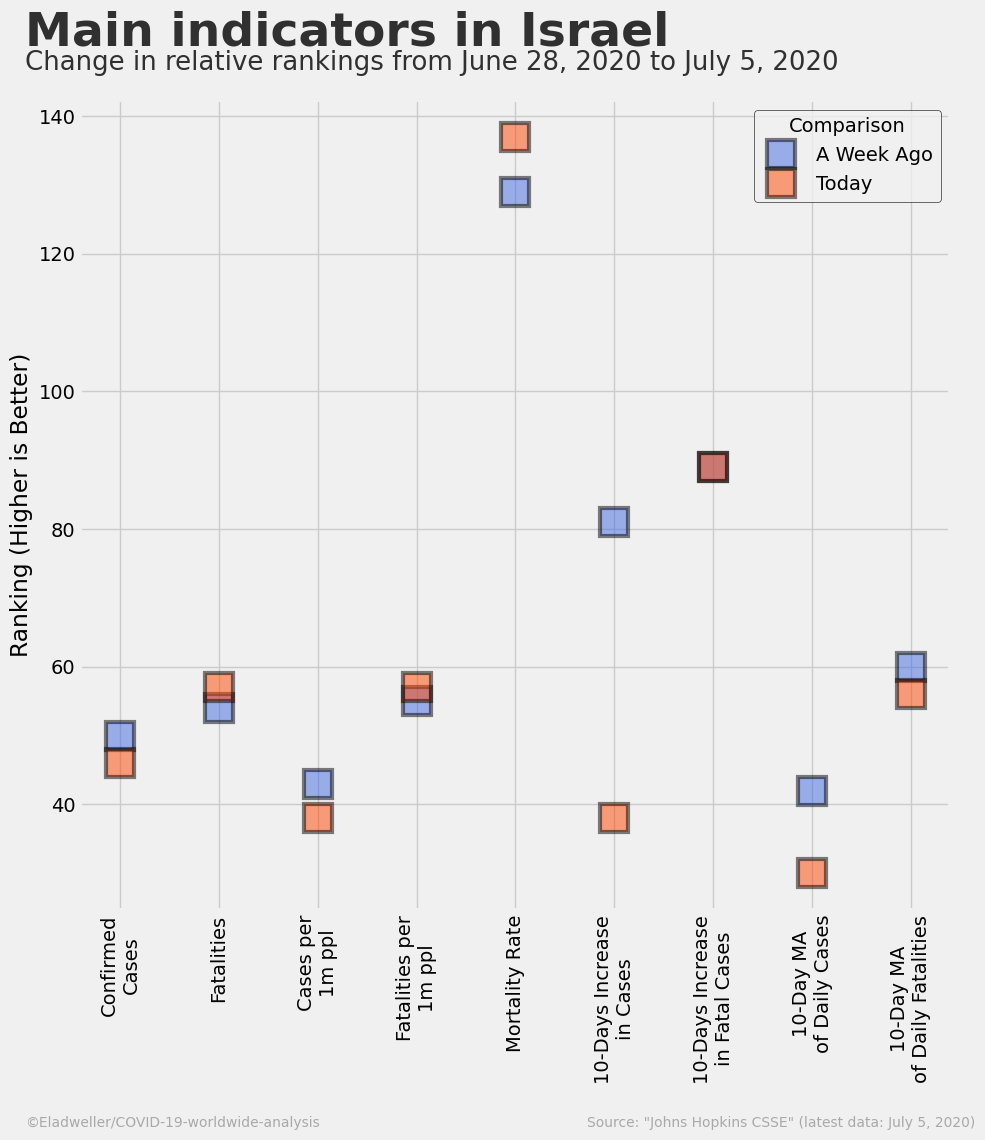 Main indicators in Israel
Change in relative rankings from June 28, 2020 to July 5, 2020
Comparison
A Week Ago
Today
Ranking (Higher is Better)
140
120
100
80
60
40
Confirmed
Cases
Fatalities
Cases per
1m ppl
Fatalities per
1m ppl
Mortality Rate
10-Days Increase
in Cases
10-Days Increase
in Fatal Cases
10-Day MA
of Daily Cases
10-Day MA
of Daily Fatalities
©Eladweller/COVID-19-worldwide-analysis
Source: "Johns Hopkins CSSE" (latest data: July 5, 2020)